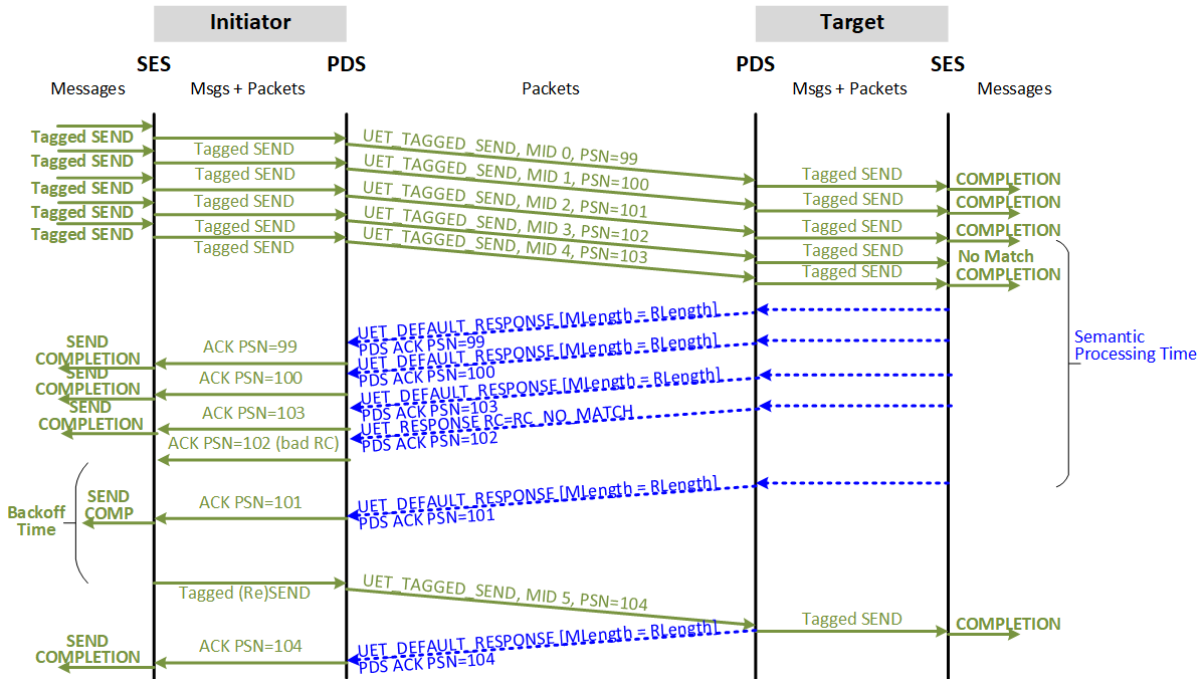 Initiator
Target
SES
PDS
PDS
SES
Messages
Msgs + Packets
Packets
Msgs + Packets
Messages
Tagged SEND
Tagged SEND
Tagged SEND
Tagged SEND
Tagged SEND
Tagged SEND
Tagged SEND
Tagged SEND
Tagged SEND
Tagged SEND
UET_TAGGED_SEND, MID 0, PSN=99
UET_TAGGED_SEND, MID 1, PSN=100
UET_TAGGED_SEND, MID 2, PSN=101
UET_TAGGED_SEND, MID 3, PSN=102
UET_TAGGED_SEND, MID 4, PSN=103
Tagged SEND
Tagged SEND
Tagged SEND
Tagged SEND
Tagged SEND
COMPLETION
COMPLETION
COMPLETION
No Match
COMPLETION
UET_DEFAULT_RESPONSE [MLength = RLength]
PDS ACK PSN=99
UET_DEFAULT_RESPONSE [MLength = RLength]
PDS ACK PSN=100
UET_DEFAULT_RESPONSE [MLength = RLength]
PDS ACK PSN=103
UET_RESPONSE RC=RC_NO_MATCH
PDS ACK PSN=102
Semantic
Processing Time
SEND
COMPLETION
ACK PSN=99
SEND
COMPLETION
ACK PSN=100
SEND
COMPLETION
ACK PSN=103
ACK PSN=102 (bad RC)
UET_DEFAULT_RESPONSE [MLength = RLength]
PDS ACK PSN=101
Backoff
Time
SEND
COMP
ACK PSN=101
Tagged (Re)SEND
UET_TAGGED_SEND, MID 5, PSN=104
Tagged SEND
COMPLETION
UET_DEFAULT_RESPONSE [MLength = RLength]
PDS ACK PSN=104
SEND
COMPLETION
ACK PSN=104